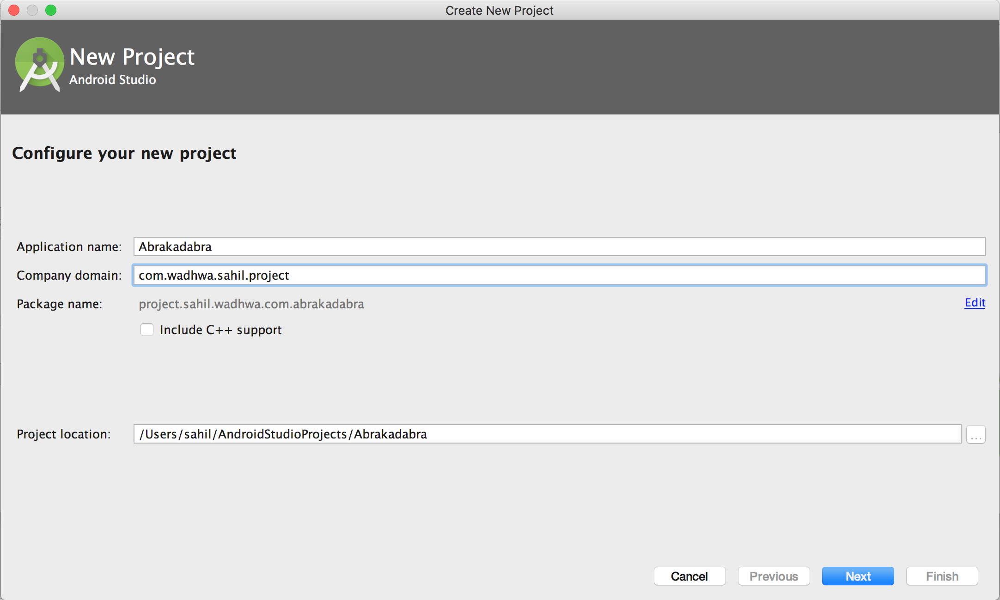 Create New Project
New Project
Android Studio
Configure your new project
Application name: Abrakadabra
Company domain: com.wadhwa.sahil.project
Package name: project.sahil.wadhwa.com.abrakadabra Edit
Include C++ support
Project location: /Users/sahil/AndroidStudioProjects/Abrakadabra ...
Cancel Previous Next Finish